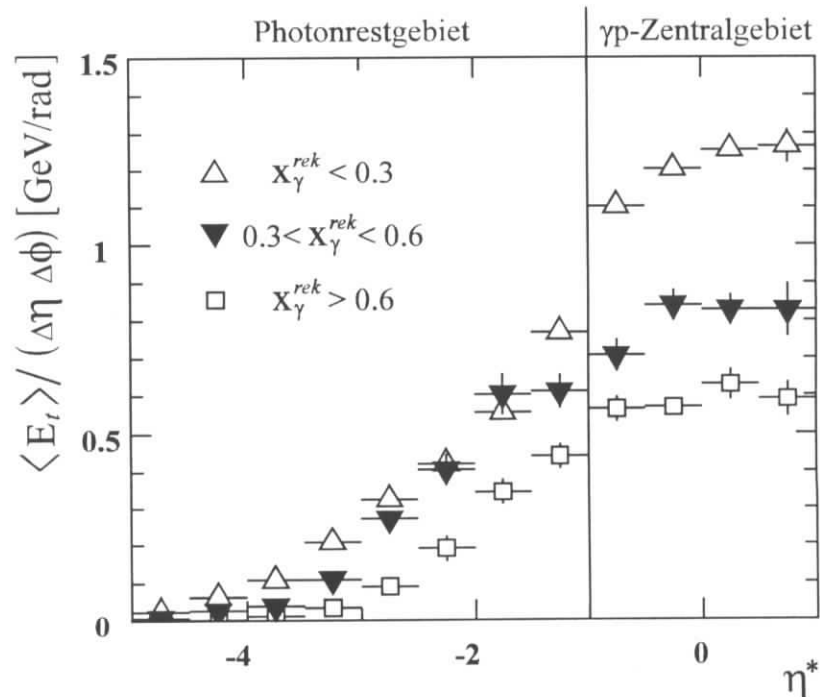 Photonrestgebiet
γp-Zentralgebiet
⟨E_t⟩ / (Δη Δϕ) [GeV/rad]
1.5
1
0.5
0
△ x_γ^rek < 0.3
▼ 0.3 < x_γ^rek < 0.6
□ x_γ^rek > 0.6
-4
-2
0
η*